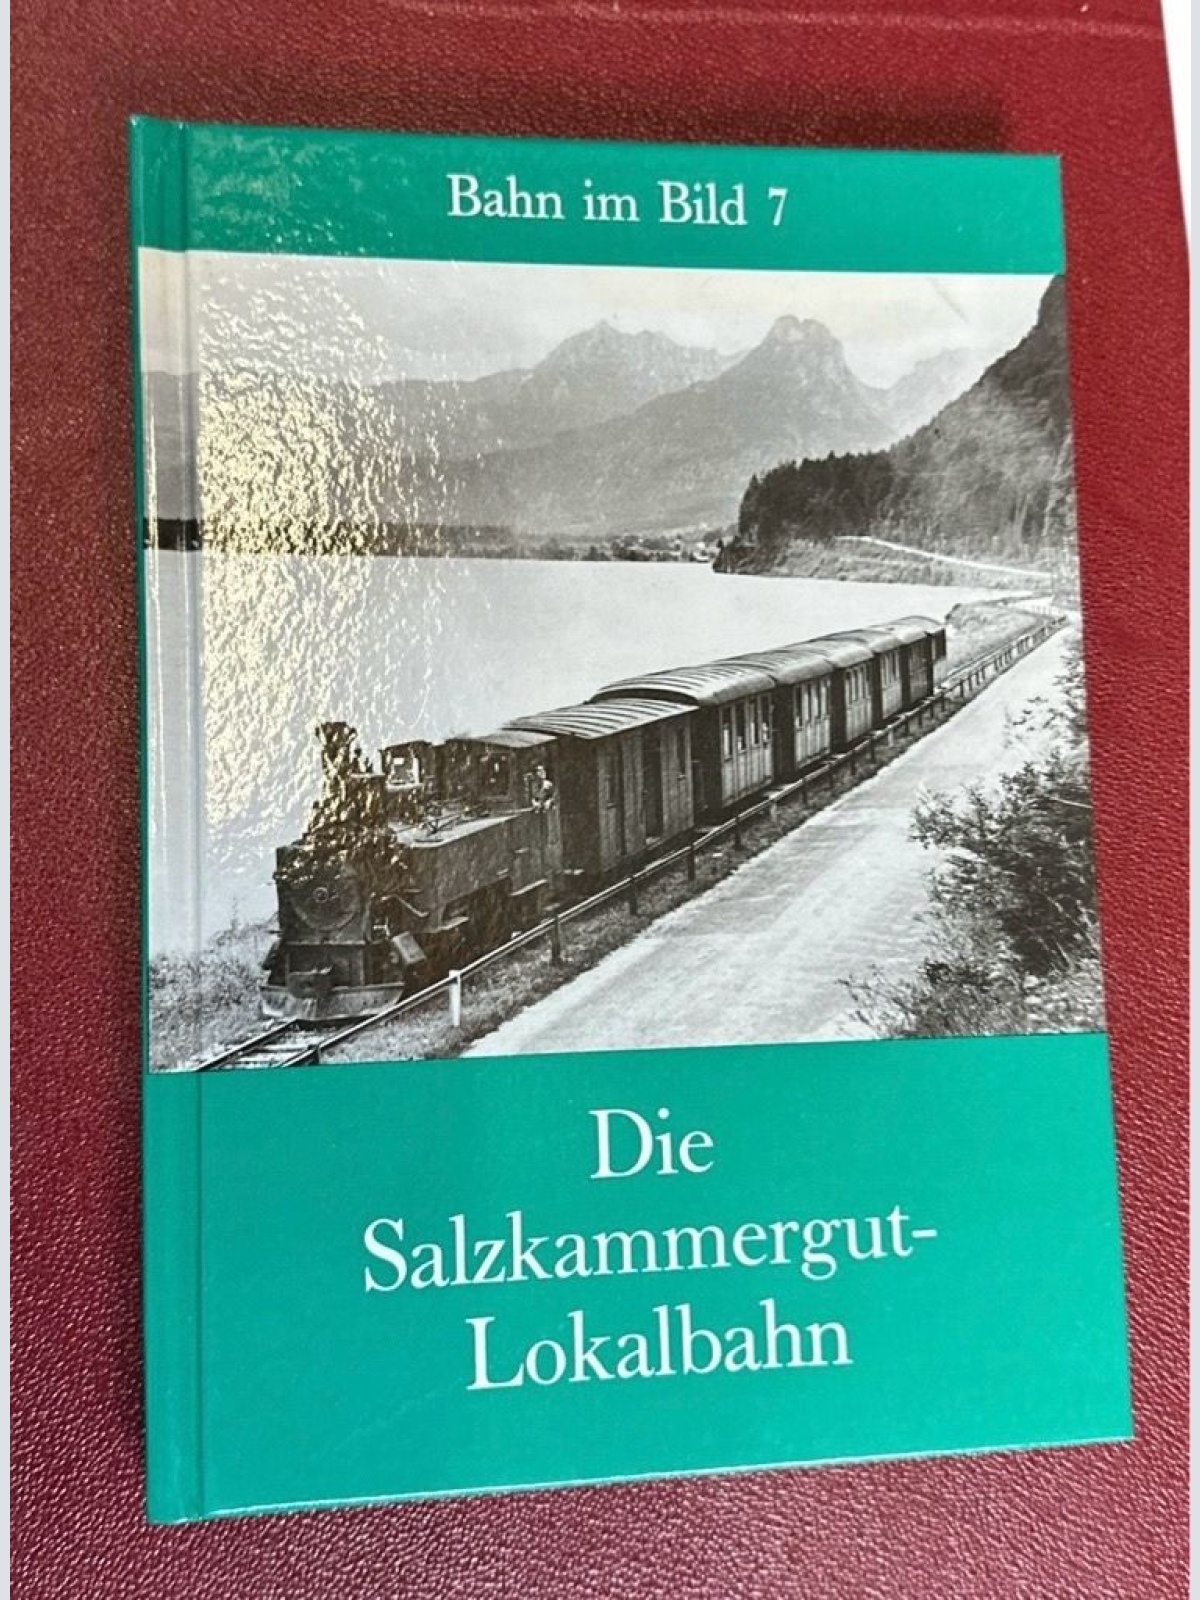 Bahn im Bild 7
Die
Salzkammergut-
Lokalbahn